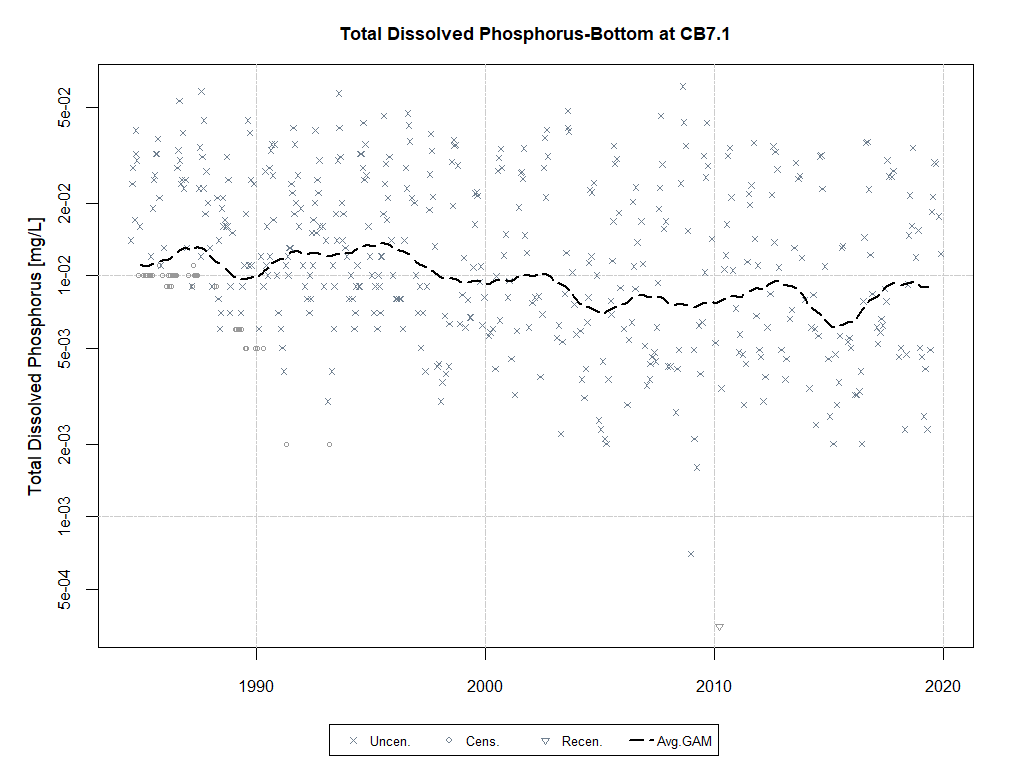 Total Dissolved Phosphorus-Bottom at CB7.1
Total Dissolved Phosphorus [mg/L]
5e-02
2e-02
1e-02
5e-03
2e-03
1e-03
5e-04
1990 2000 2010 2020
Uncen. Cens. Recen. Avg.GAM